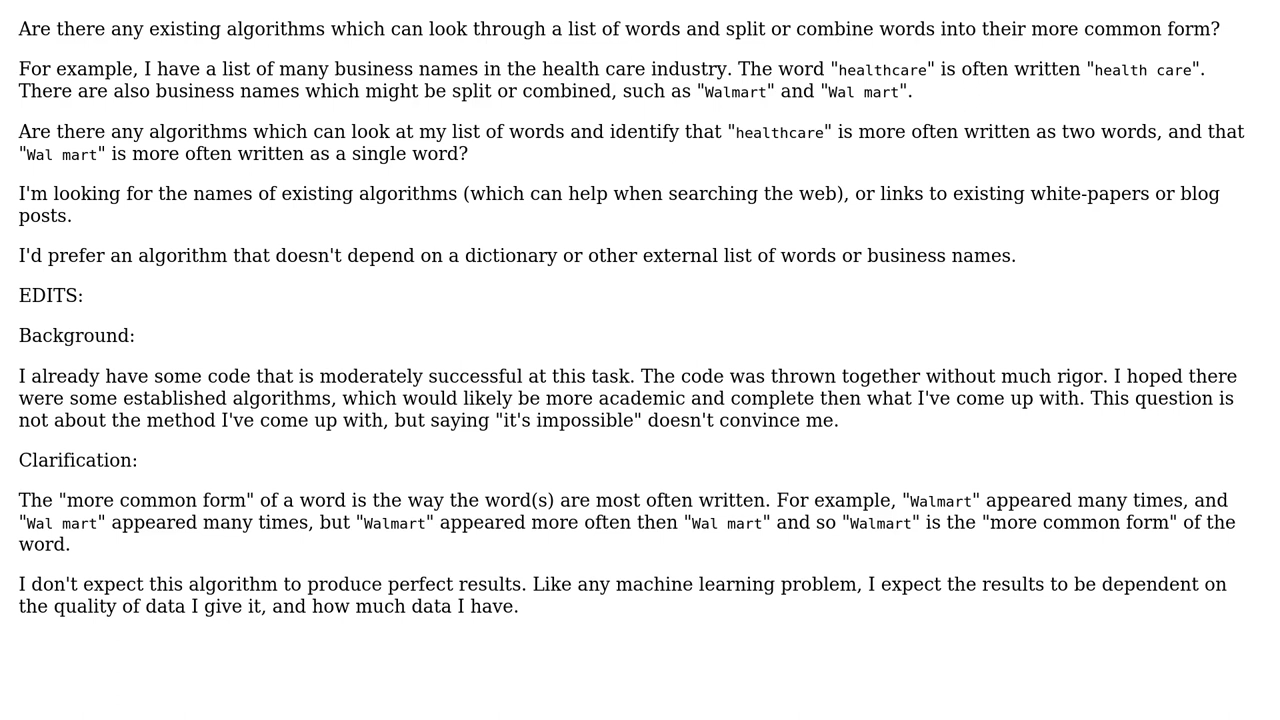 Are there any existing algorithms which can look through a list of words and split or combine words into their more common form?
For example, I have a list of many business names in the health care industry. The word "healthcare" is often written "health care".
There are also business names which might be split or combined, such as "Walmart" and "Wal mart".
Are there any algorithms which can look at my list of words and identify that "healthcare" is more often written as two words, and that
"Wal mart" is more often written as a single word?
I'm looking for the names of existing algorithms (which can help when searching the web), or links to existing white-papers or blog
posts.
I'd prefer an algorithm that doesn't depend on a dictionary or other external list of words or business names.
EDITS:
Background:
I already have some code that is moderately successful at this task. The code was thrown together without much rigor. I hoped there
were some established algorithms, which would likely be more academic and complete then what I've come up with. This question is
not about the method I've come up with, but saying "it's impossible" doesn't convince me.
Clarification:
The "more common form" of a word is the way the word(s) are most often written. For example, "Walmart" appeared many times, and
"Wal mart" appeared many times, but "Walmart" appeared more often then "Wal mart" and so "Walmart" is the "more common form" of the
word.
I don't expect this algorithm to produce perfect results. Like any machine learning problem, I expect the results to be dependent on
the quality of data I give it, and how much data I have.